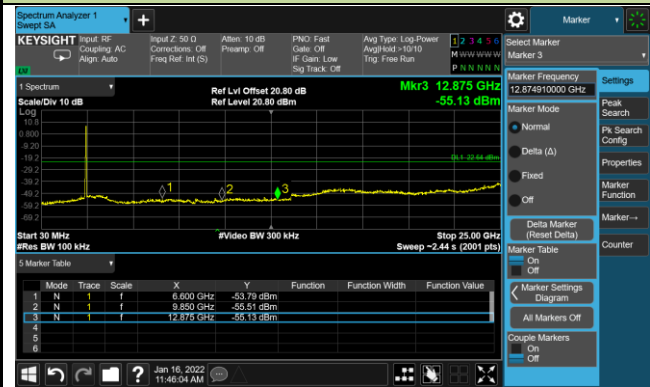 Spectrum Analyzer 1
Swept SA
Marker
KEYSIGHT
Input: RF
Coupling: AC
Align: Auto
Input Z: 50 Ω
Corrections: Off
Freq Ref: Int (S)
Atten: 10 dB
Preamp: Off
PNO: Fast
Gate: Off
IF Gain: Low
Sig Track: Off
Avg Type: Log-Power
Avg|Hold:>10/10
Trig: Free Run
1 2 3 4 5 6
M W W W W W
P N N N N N
LXI
Select Marker
Marker 3
1 Spectrum
Scale/Div 10 dB
Ref Lvl Offset 20.80 dB
Ref Level 20.80 dBm
Mkr3 12.875 GHz
-55.13 dBm
Log
10.8
0.800
-9.20
-19.2
-29.2
-39.2
-49.2
-59.2
-69.2
DL1 -22.64 dBm
1
2
3
Start 30 MHz
#Res BW 100 kHz
#Video BW 300 kHz
Stop 25.00 GHz
Sweep ~2.44 s (2001 pts)
5 Marker Table
Mode Trace Scale X Y Function Function Width Function Value
1 N 1 f 6.600 GHz -53.79 dBm
2 N 1 f 9.850 GHz -55.51 dBm
3 N 1 f 12.875 GHz -55.13 dBm
4
5
6
Marker Frequency
12.874910000 GHz
Marker Mode
Normal
Delta (Δ)
Fixed
Off
Delta Marker
(Reset Delta)
Marker Table
On
Off
Marker Settings
Diagram
All Markers Off
Couple Markers
On
Off
Settings
Peak
Search
Pk Search
Config
Properties
Marker
Function
Marker→
Counter
?
Jan 16, 2022
11:46:04 AM